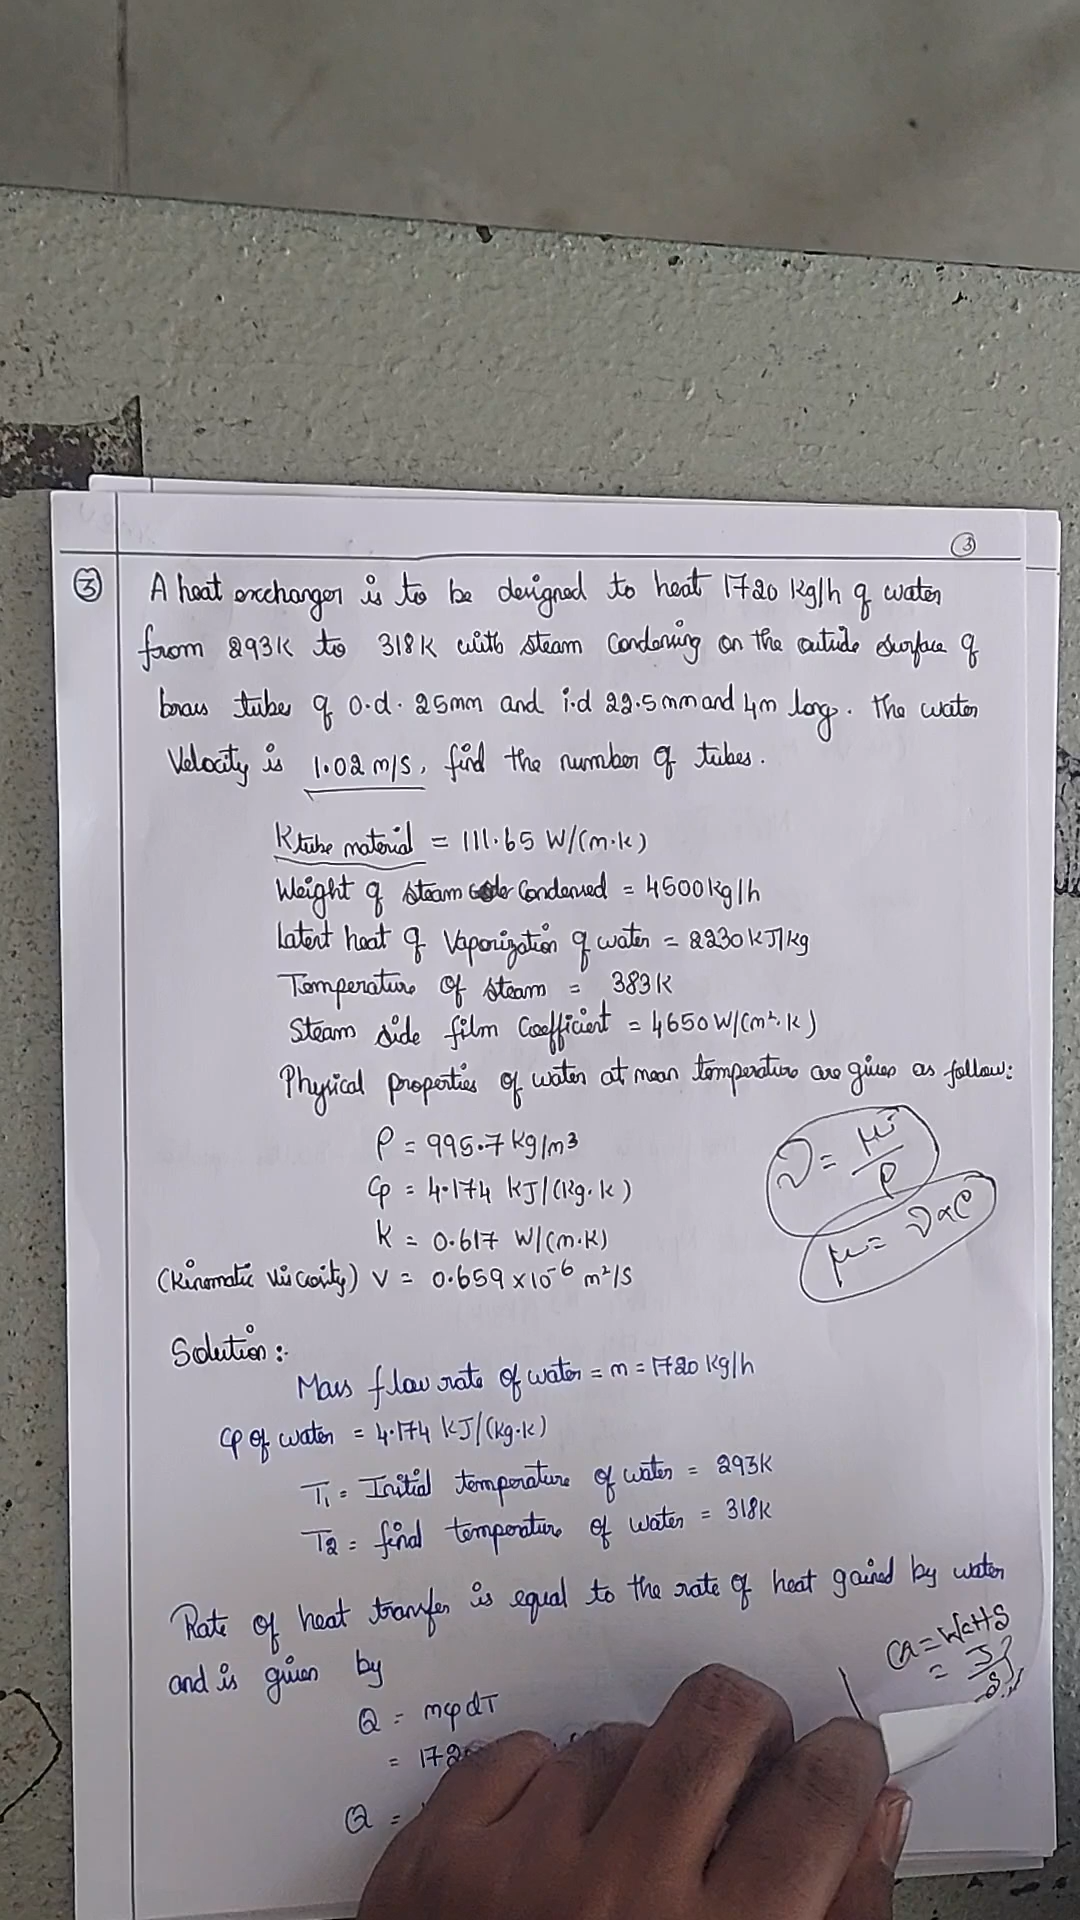 3
③ A heat exchanger is to be designed to heat 1720 kg/h of water
from 293K to 318K with steam condensing on the outside surface of
brass tubes of O.d. 25mm and i.d 22.5mm and 4m long. The water
Velocity is 1.02 m/s, find the number of tubes.
K tube material = 111.65 W/(m.k)
Weight of steam Condensed = 4500kg/h
Latent heat of Vaporization of water = 2230kJ/kg
Temperature of steam = 383K
Steam side film Coefficient = 4650W/(m².k)
Physical properties of water at mean temperature are given as follow:
ρ = 995.7 kg/m3
Cp = 4.174 kJ/(kg.k)
K = 0.617 W/(m.K)
(Kinematic viscosity) V = 0.659 x 10-6 m²/S
ν = μ/ρ
μ = ν x ρ
Solution:-
Mass flow rate of water = m = 1720 kg/h
Cp of water = 4.174 kJ/(kg.k)
T1 = Initial temperature of water = 293K
T2 = final temperature of water = 318K
Rate of heat transfer is equal to the rate of heat gained by water
and is given by
Q = WattS
= J/S
Q = mcpdT
= 172
Q =